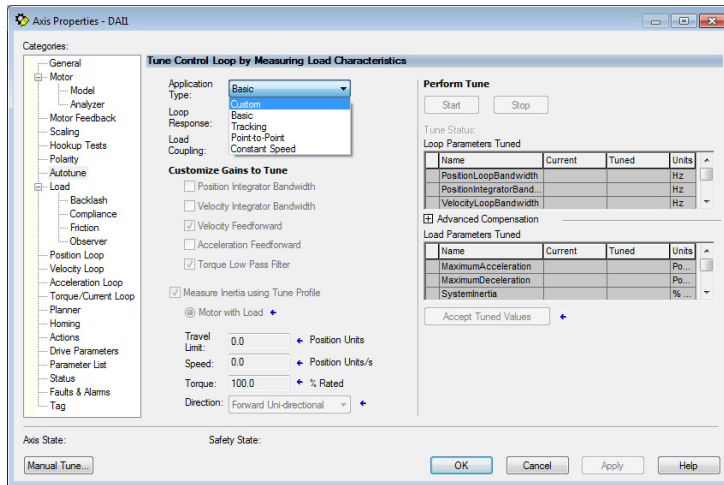 Axis Properties - DAI1
Categories:
General
Motor
Model
Analyzer
Motor Feedback
Scaling
Hookup Tests
Polarity
Autotune
Load
Backlash
Compliance
Friction
Observer
Position Loop
Velocity Loop
Acceleration Loop
Torque/Current Loop
Planner
Homing
Actions
Drive Parameters
Parameter List
Status
Faults & Alarms
Tag
Tune Control Loop by Measuring Load Characteristics
Application Type: Basic
Custom
Basic
Tracking
Point-to-Point
Constant Speed
Loop Response:
Load Coupling:
Customize Gains to Tune
Position Integrator Bandwidth
Velocity Integrator Bandwidth
Velocity Feedforward
Acceleration Feedforward
Torque Low Pass Filter
Measure Inertia using Tune Profile
Motor with Load
Travel Limit: 0.0 Position Units
Speed: 0.0 Position Units/s
Torque: 100.0 % Rated
Direction: Forward Uni-directional
Perform Tune
Start Stop
Tune Status:
Loop Parameters Tuned
Name Current Tuned Units
PositionLoopBandwidth Hz
PositionIntegratorBand... Hz
VelocityLoopBandwidth Hz
Advanced Compensation
Load Parameters Tuned
Name Current Tuned Units
MaximumAcceleration Po...
MaximumDeceleration Po...
SystemInertia % ...
Accept Tuned Values
Axis State: Safety State:
Manual Tune... OK Cancel Apply Help